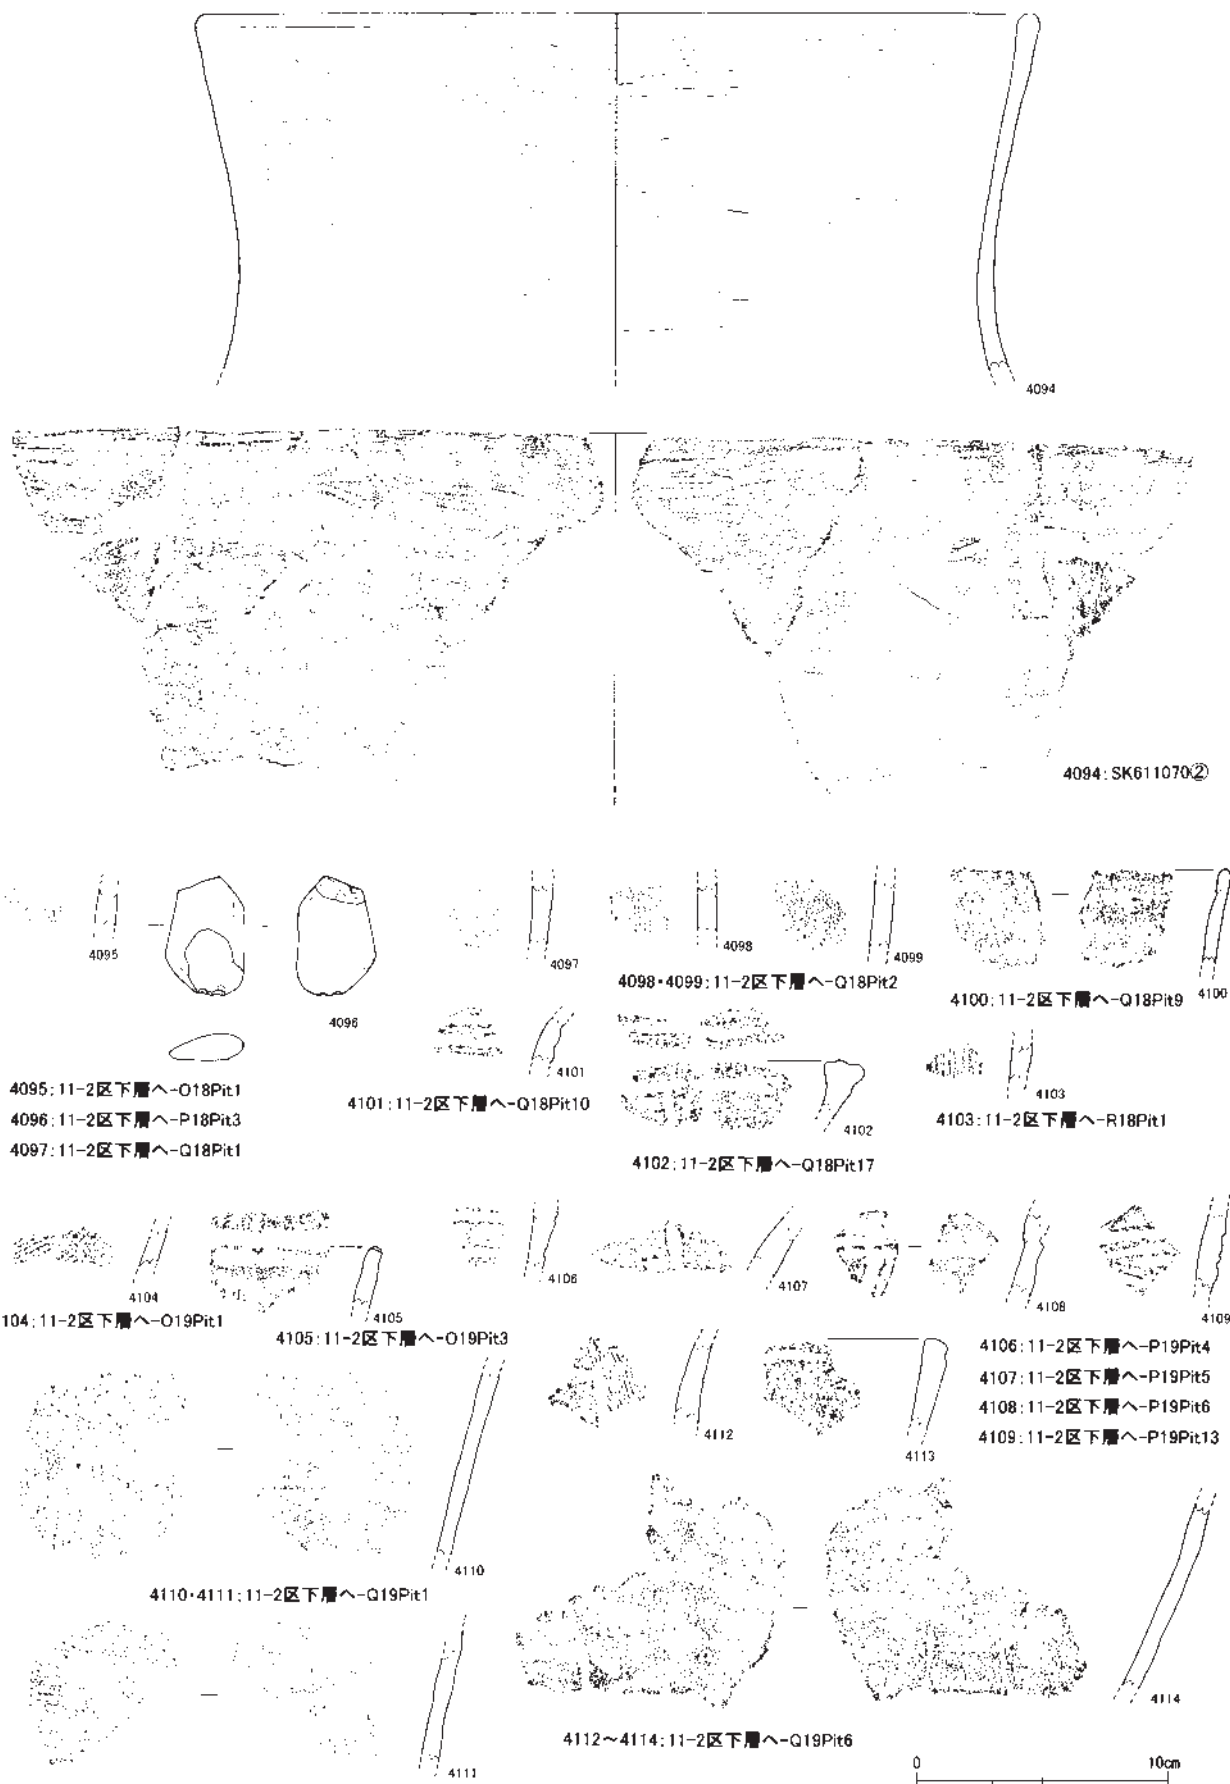 4094
4094:SK611070②
4095
4096
4097
4098
4099
4100
4098・4099:11-2区下層へ-Q18Pit2
4100:11-2区下層へ-Q18Pit9
4101
4102
4103
4095:11-2区下層へ-O18Pit1
4096:11-2区下層へ-P18Pit3
4097:11-2区下層へ-Q18Pit1
4101:11-2区下層へ-Q18Pit10
4102:11-2区下層へ-Q18Pit17
4103:11-2区下層へ-R18Pit1
4104
4105
4106
4107
4108
4109
104:11-2区下層へ-O19Pit1
4105:11-2区下層へ-O19Pit3
4106:11-2区下層へ-P19Pit4
4107:11-2区下層へ-P19Pit5
4108:11-2区下層へ-P19Pit6
4109:11-2区下層へ-P19Pit13
4112
4113
4110
4110・4111:11-2区下層へ-Q19Pit1
4111
4114
4112～4114:11-2区下層へ-Q19Pit6
0 10cm